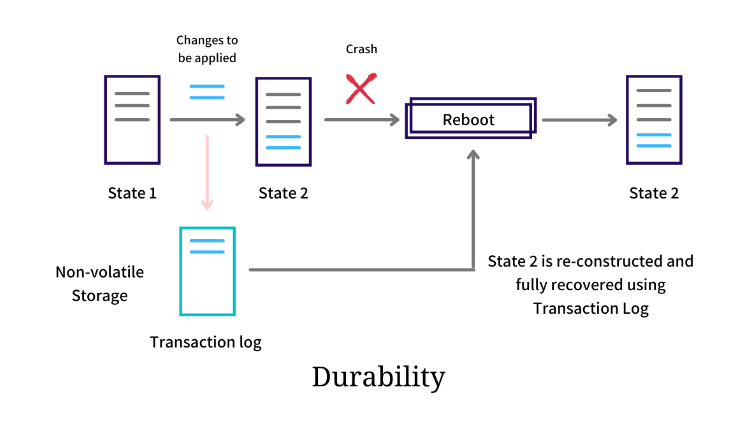 Changes to
be applied
Crash
Reboot
State 1
State 2
State 2
Non-volatile
Storage
State 2 is re-constructed and
fully recovered using
Transaction Log
Transaction log
Durability